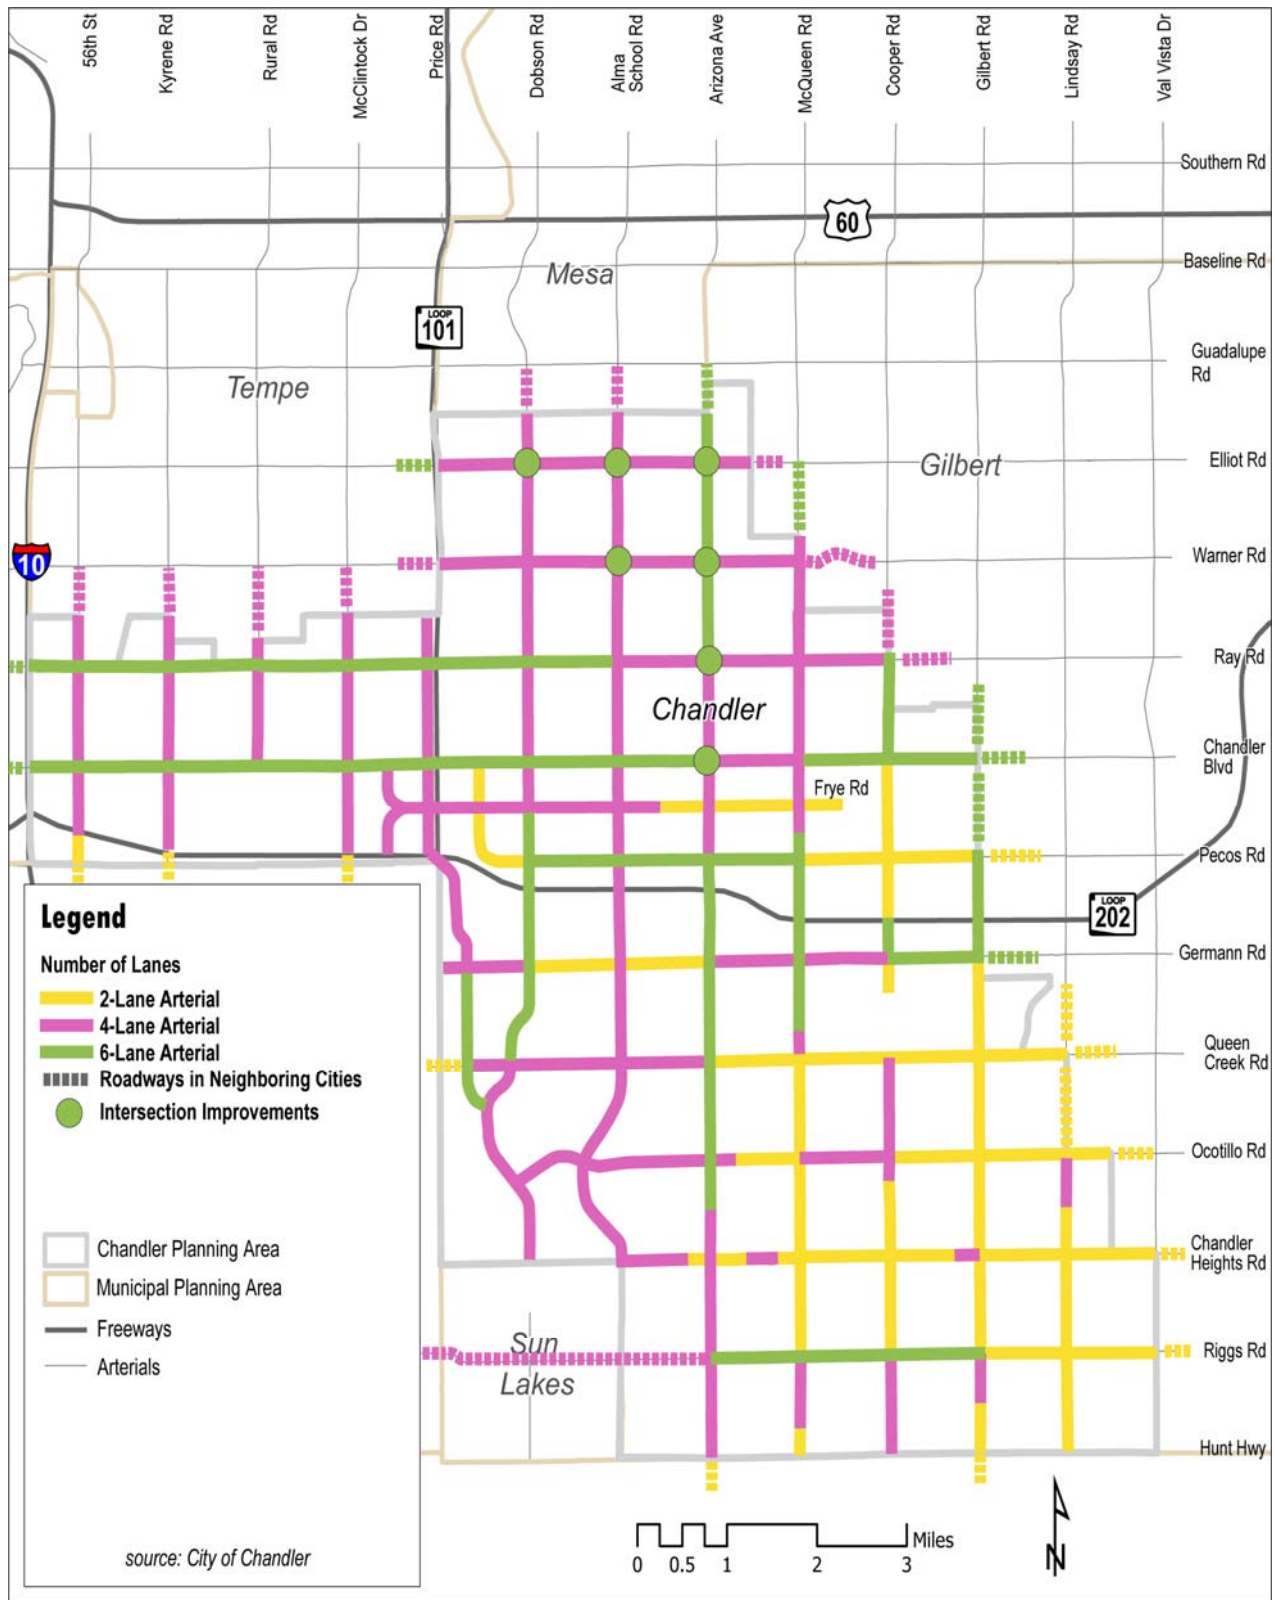 56th St
Kyrene Rd
Rural Rd
McClintock Dr
Price Rd
Dobson Rd
Alma
School Rd
Arizona Ave
McQueen Rd
Cooper Rd
Gilbert Rd
Lindsay Rd
Val Vista Dr
Southern Rd
60
Baseline Rd
Mesa
LOOP
101
Guadalupe
Rd
Tempe
Elliot Rd
Gilbert
Warner Rd
10
Ray Rd
Chandler
Chandler
Blvd
Frye Rd
Pecos Rd
LOOP
202
Germann Rd
Queen
Creek Rd
Ocotillo Rd
Chandler
Heights Rd
Riggs Rd
Sun
Lakes
Hunt Hwy
Legend
Number of Lanes
2-Lane Arterial
4-Lane Arterial
6-Lane Arterial
Roadways in Neighboring Cities
Intersection Improvements
Chandler Planning Area
Municipal Planning Area
Freeways
Arterials
source: City of Chandler
Miles
0 0.5 1 2 3
N